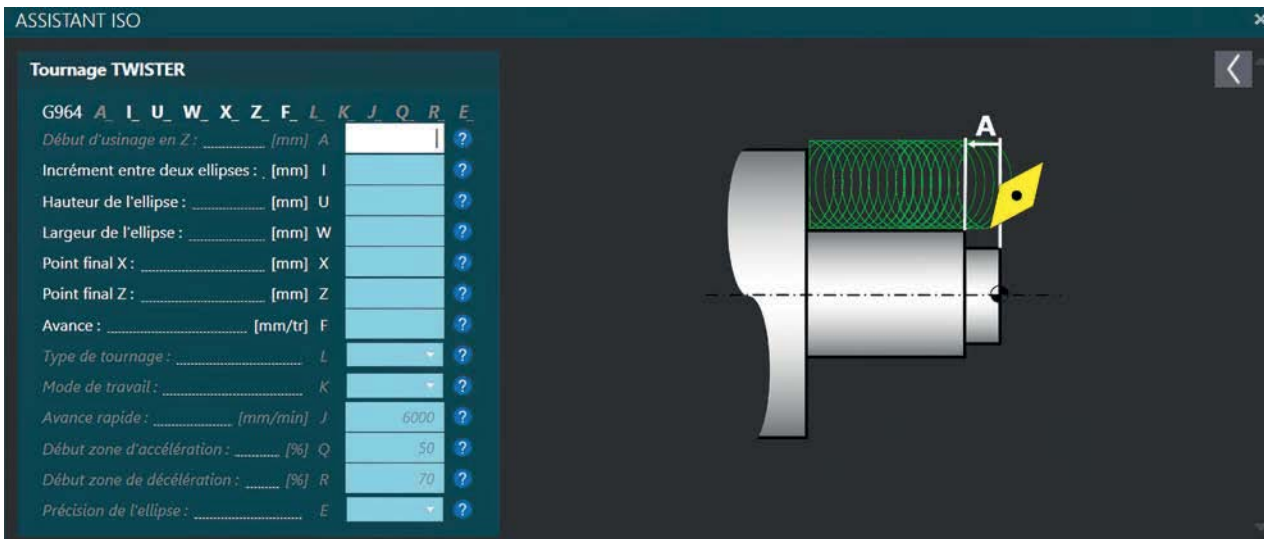 ASSISTANT ISO
Tournage TWISTER
G964 A_ I_ U_ W_ X_ Z_ F_ L_ K_ J_ Q_ R_ E_
Début d'usinage en Z : [mm] A
Incrément entre deux ellipses : [mm] I
Hauteur de l'ellipse : [mm] U
Largeur de l'ellipse : [mm] W
Point final X : [mm] X
Point final Z : [mm] Z
Avance : [mm/tr] F
Type de tournage : L
Mode de travail : K
Avance rapide : [mm/min] J 6000
Début zone d'accélération : [%] Q 50
Début zone de décélération : [%] R 70
Précision de l'ellipse : E
A